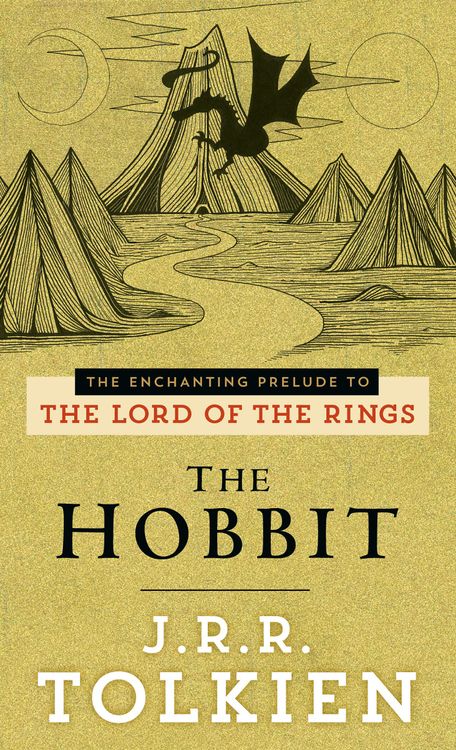 THE ENCHANTING PRELUDE TO
THE LORD OF THE RINGS
THE
HOBBIT
J.R.R.
TOLKIEN